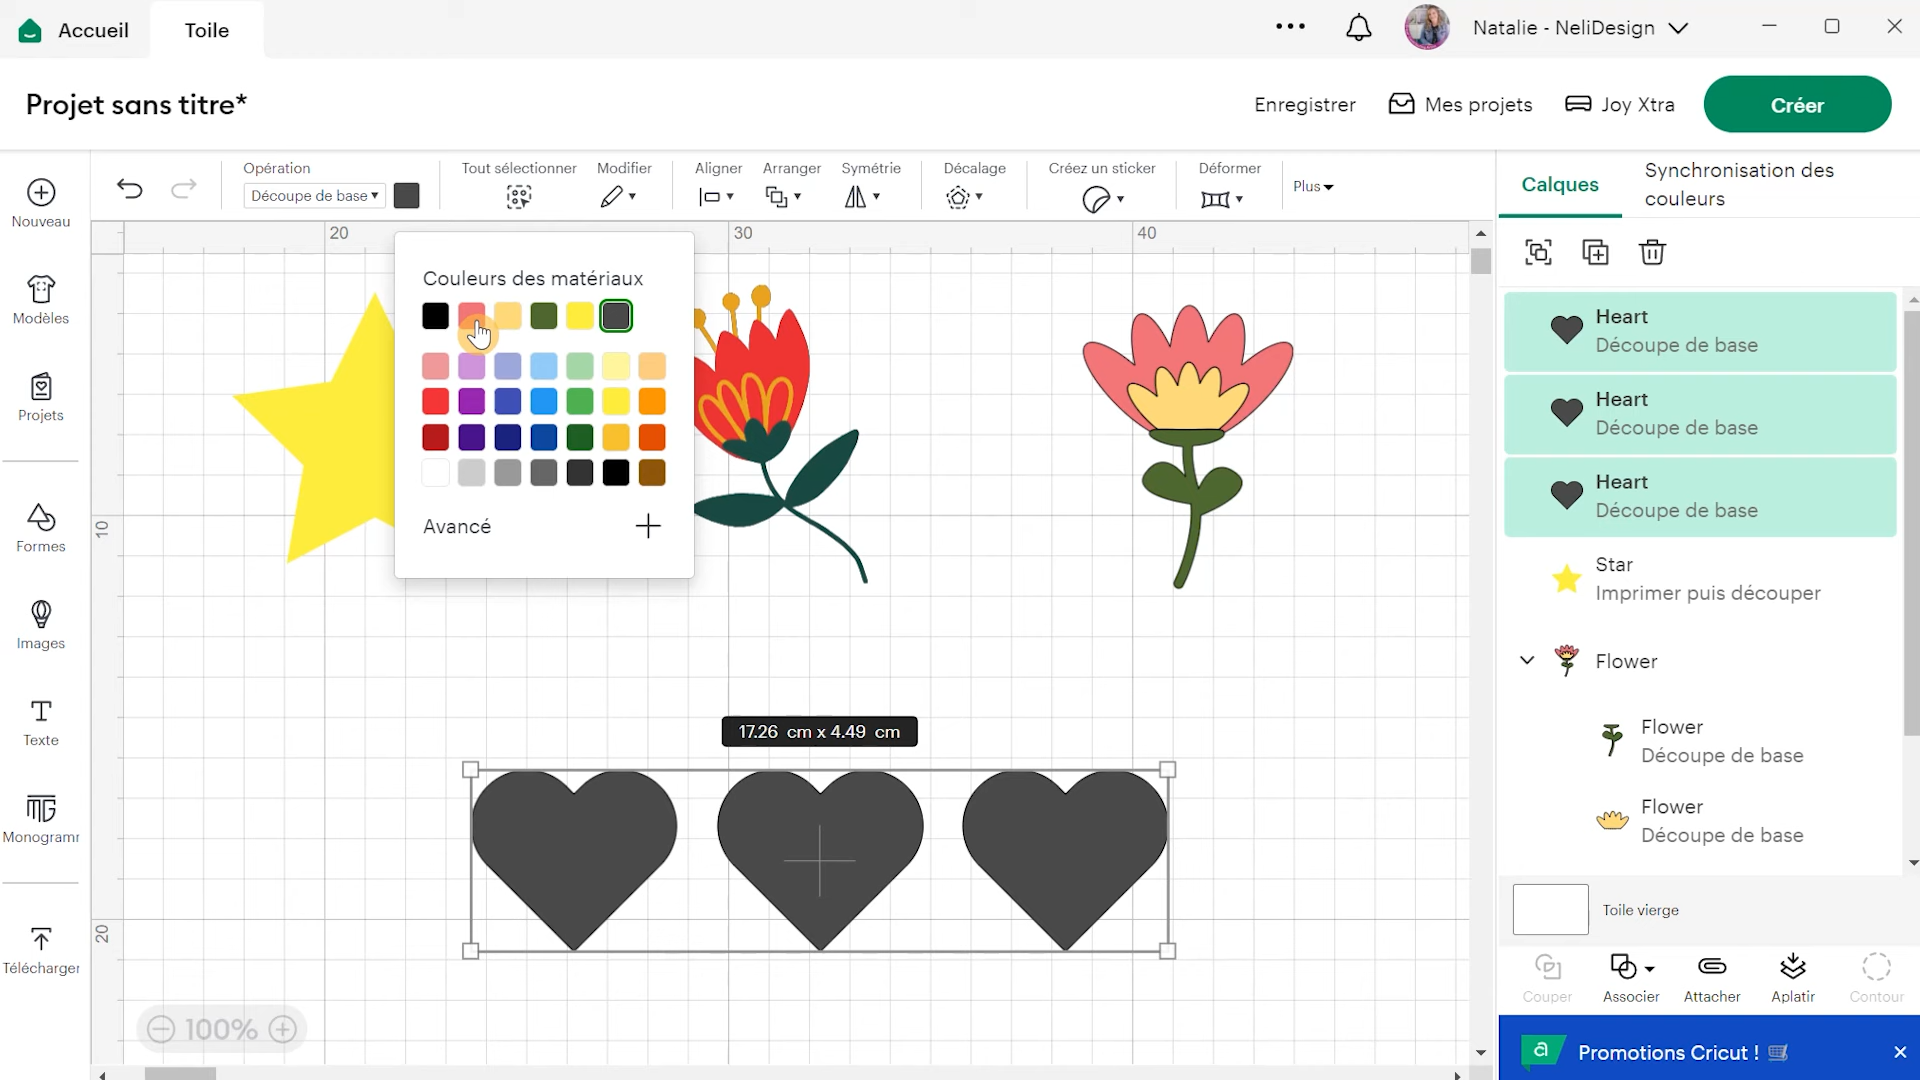 Accueil
Toile
Natalie - NeliDesign
Projet sans titre*
Enregistrer
Mes projets
Joy Xtra
Créer
Opération
Découpe de base
Tout sélectionner
Modifier
Aligner
Arranger
Symétrie
Décalage
Créez un sticker
Déformer
Plus
Calques
Synchronisation des
couleurs
Nouveau
Modèles
Projets
Formes
Images
Texte
Monogramr
Télécharger
20
30
40
10
20
Couleurs des matériaux
Avancé
17.26 cm x 4.49 cm
100%
Heart
Découpe de base
Heart
Découpe de base
Heart
Découpe de base
Star
Imprimer puis découper
Flower
Flower
Découpe de base
Flower
Découpe de base
Toile vierge
Couper
Associer
Attacher
Aplatir
Contour
a
Promotions Cricut !